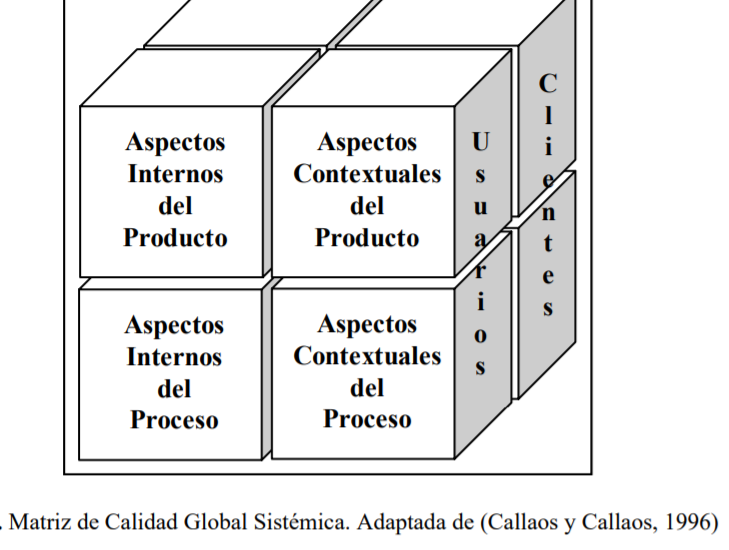 Aspectos
Internos
del
Producto
Aspectos
Contextuales
del
Producto
Usuarios
Clientes
Aspectos
Internos
del
Proceso
Aspectos
Contextuales
del
Proceso
. Matriz de Calidad Global Sistémica. Adaptada de (Callaos y Callaos, 1996)